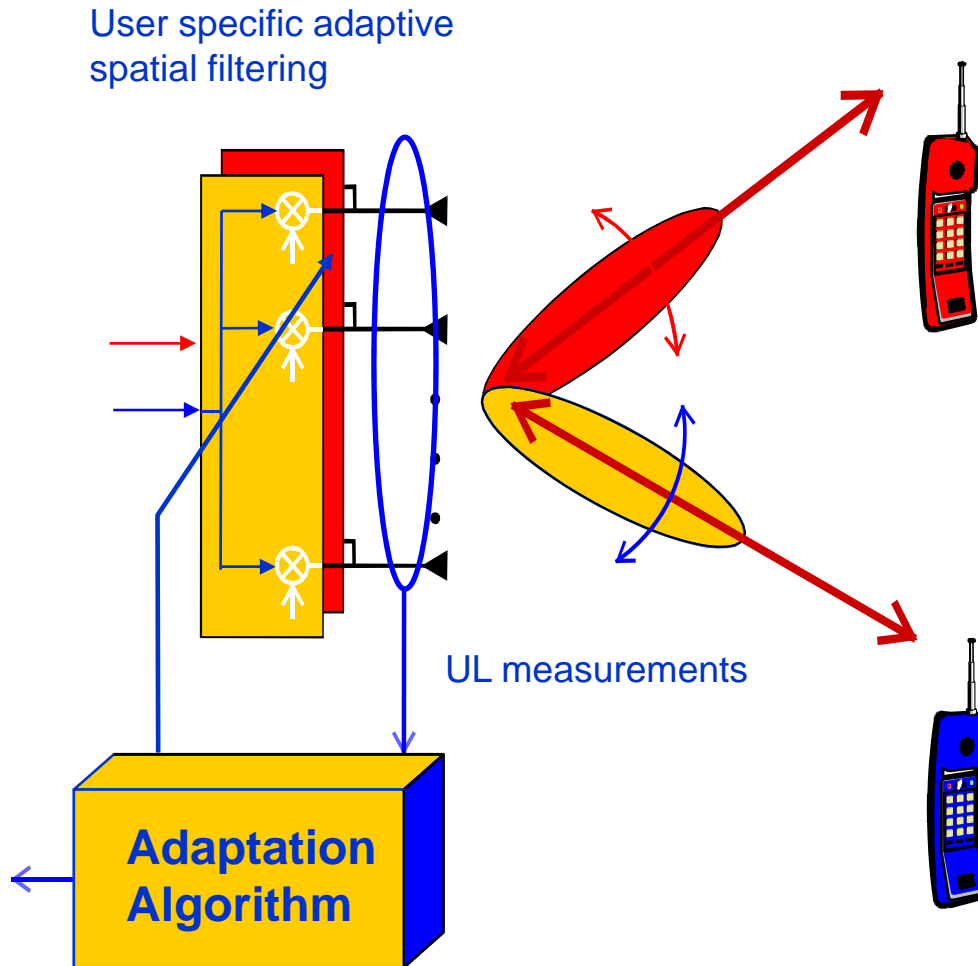 User specific adaptive
spatial filtering
UL measurements
Adaptation
Algorithm